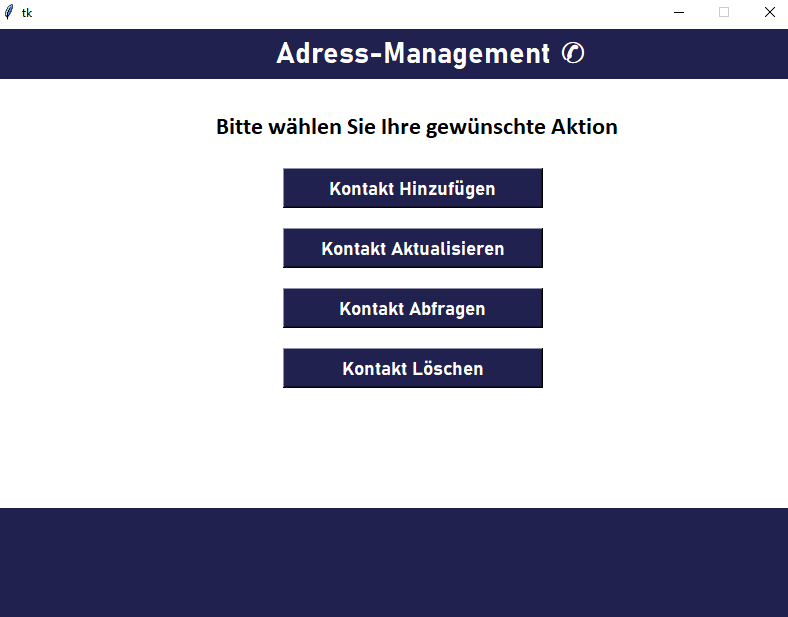 tk
Adress-Management ✆
Bitte wählen Sie Ihre gewünschte Aktion
Kontakt Hinzufügen
Kontakt Aktualisieren
Kontakt Abfragen
Kontakt Löschen